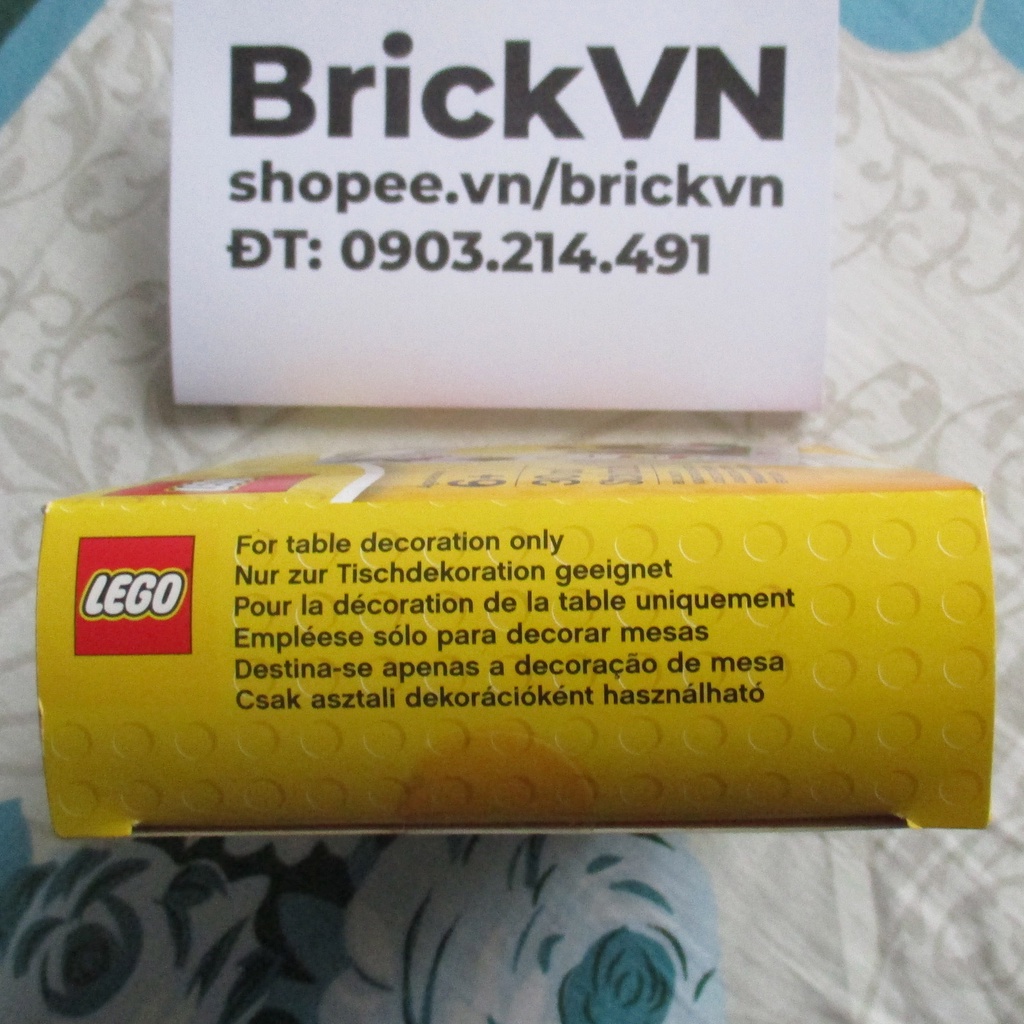 BrickVN
shopee.vn/brickvn
ĐT: 0903.214.491
6+
LEGO
For table decoration only
Nur zur Tischdekoration geeignet
Pour la décoration de la table uniquement
Empléese sólo para decorar mesas
Destina-se apenas a decoração de mesa
Csak asztali dekorációként használható